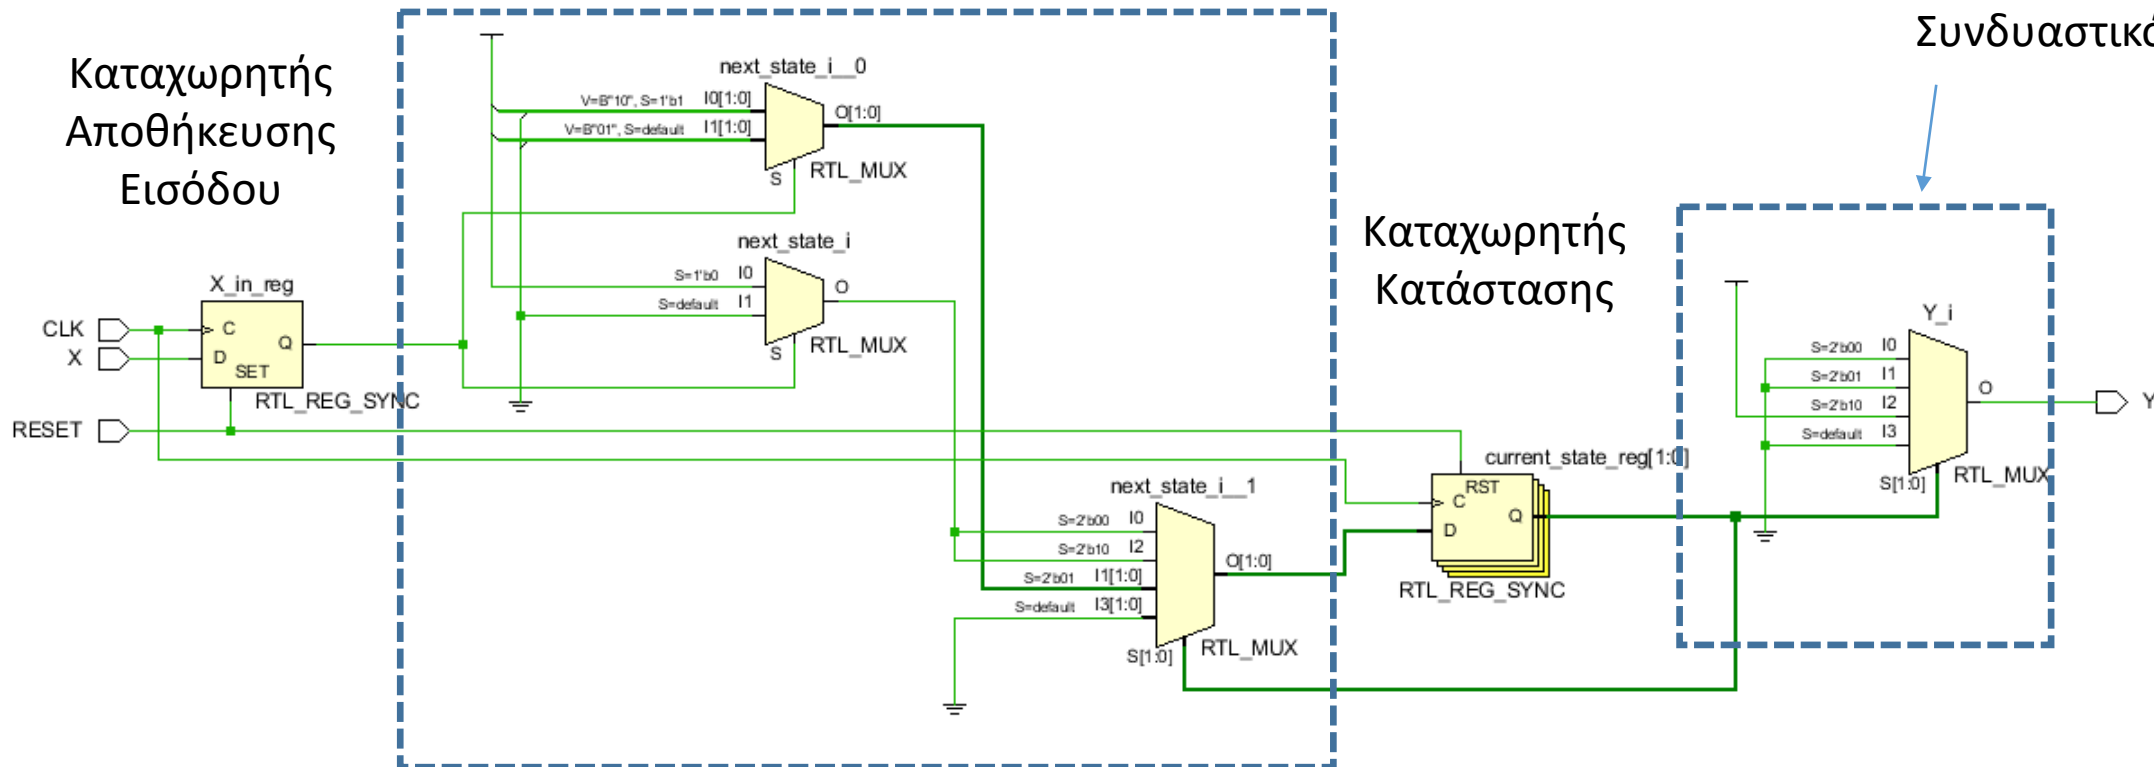 Συνδυαστικό
Καταχωρητής
Αποθήκευσης
Εισόδου
next_state_i__0
V=B"10", S=1'b1 I0[1:0]
V=B"01", S=default I1[1:0]
O[1:0]
S
RTL_MUX
next_state_i
S=1'b0 I0
S=default I1
O
S
RTL_MUX
Καταχωρητής
Κατάστασης
X_in_reg
CLK
X
C
D
Q
SET
RTL_REG_SYNC
RESET
Y_i
S=2'b00 I0
S=2'b01 I1
S=2'b10 I2
S=default I3
O
Y
S[1:0]
RTL_MUX
current_state_reg[1:0]
RST
C
D
Q
RTL_REG_SYNC
next_state_i__1
S=2'b00 I0
S=2'b10 I2
S=2'b01 I1[1:0]
S=default I3[1:0]
O[1:0]
S[1:0]
RTL_MUX